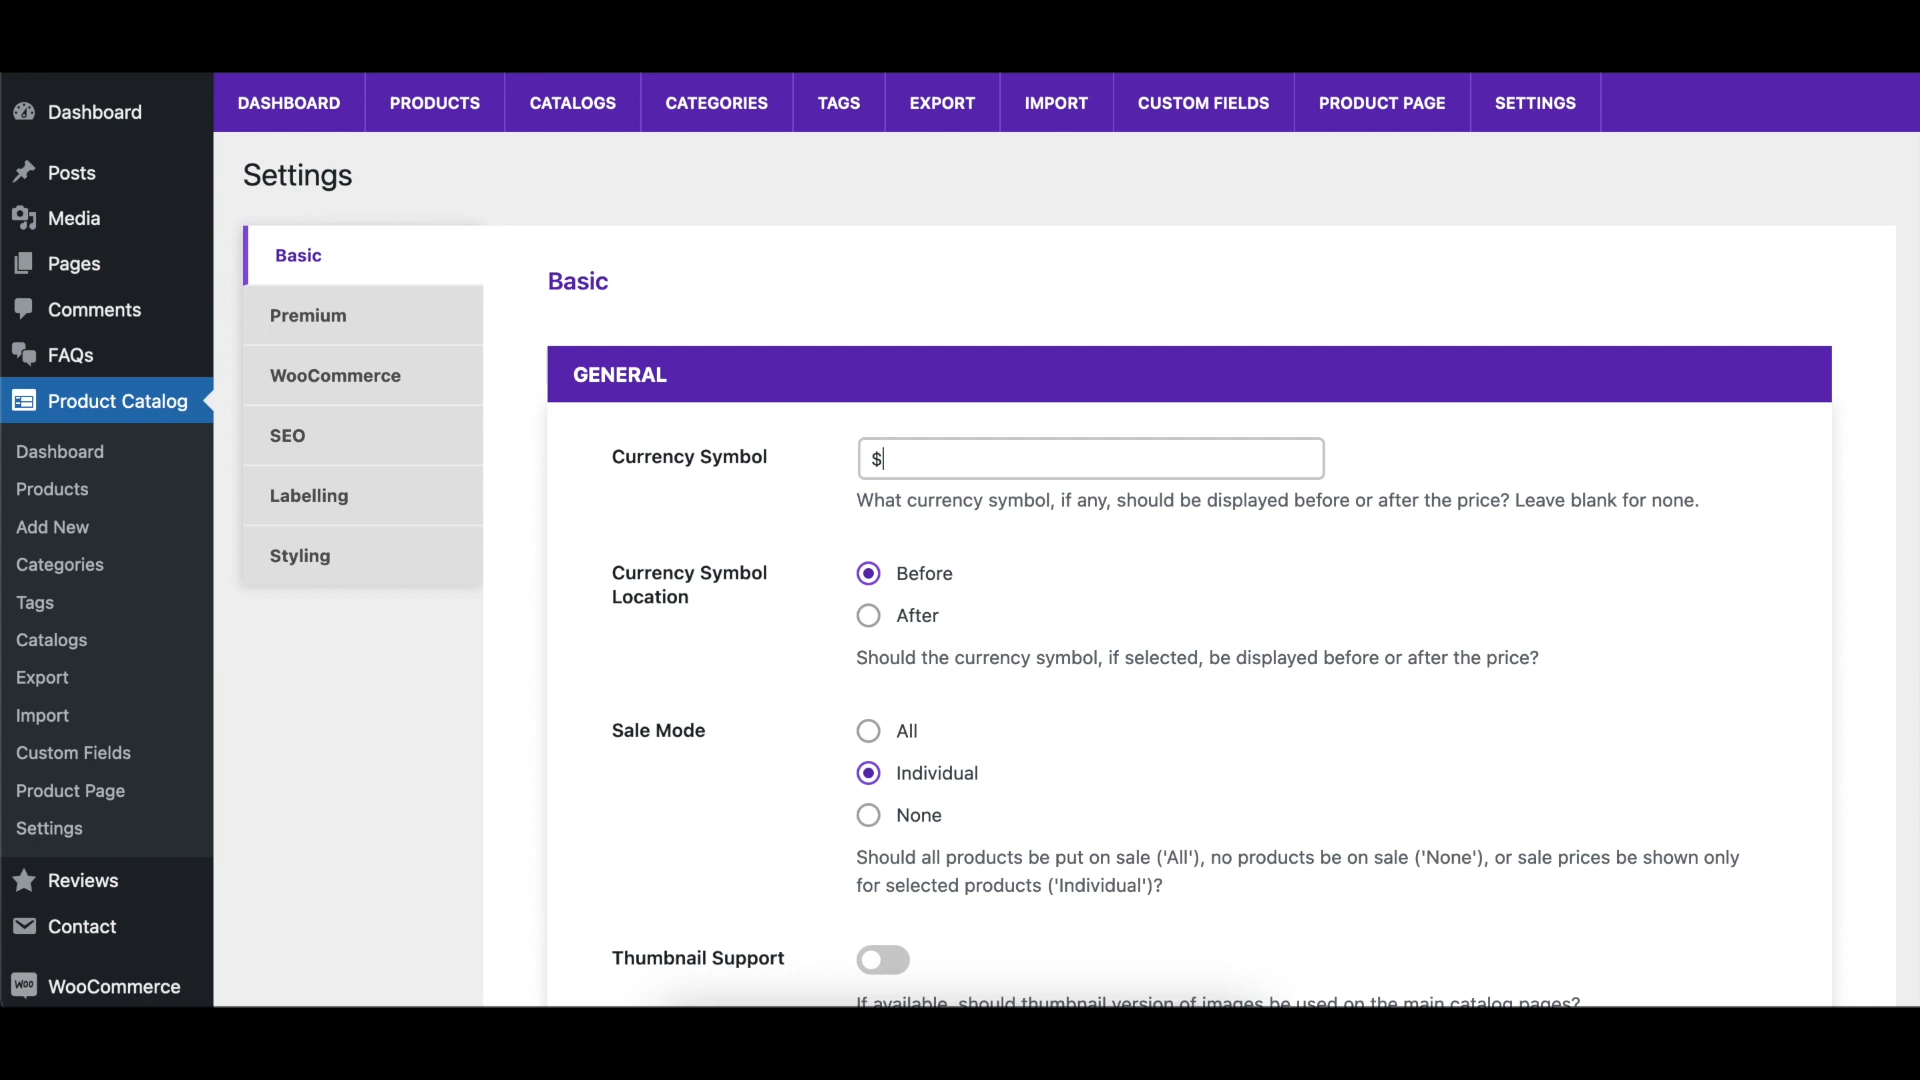 DASHBOARD PRODUCTS CATALOGS CATEGORIES TAGS EXPORT IMPORT CUSTOM FIELDS PRODUCT PAGE SETTINGS
Dashboard
Posts
Media
Pages
Comments
FAQs
Product Catalog
Dashboard
Products
Add New
Categories
Tags
Catalogs
Export
Import
Custom Fields
Product Page
Settings
Reviews
Contact
Woo WooCommerce
Settings
Basic
Premium
WooCommerce
SEO
Labelling
Styling
Basic
GENERAL
Currency Symbol
$
What currency symbol, if any, should be displayed before or after the price? Leave blank for none.
Currency Symbol
Location
Before
After
Should the currency symbol, if selected, be displayed before or after the price?
Sale Mode
All
Individual
None
Should all products be put on sale ('All'), no products be on sale ('None'), or sale prices be shown only
for selected products ('Individual')?
Thumbnail Support
If available, should thumbnail version of images be used on the main catalog pages?